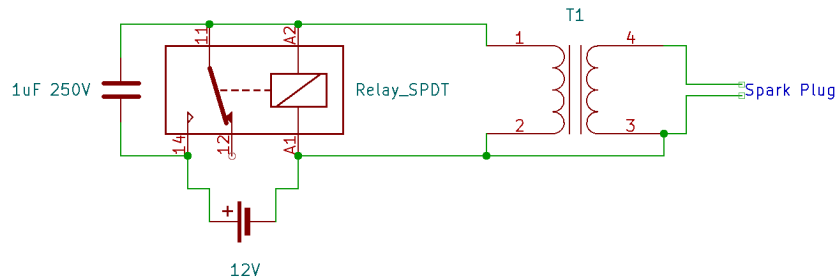 T1
11
A2
1
4
1uF 250V
Relay_SPDT
Spark Plug
2
3
14
12
A1
+
12V